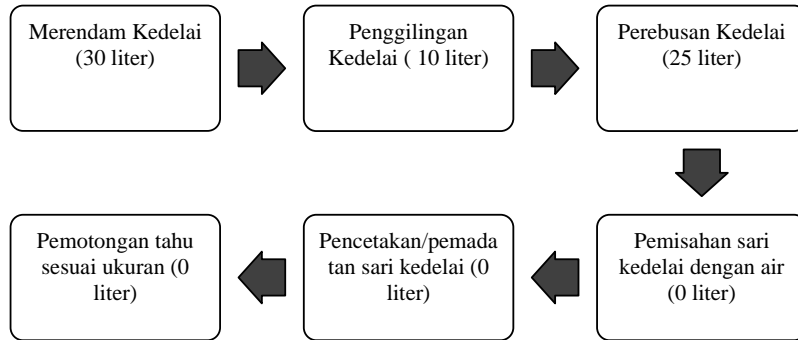 Merendam Kedelai
(30 liter)
Penggilingan
Kedelai ( 10 liter)
Perebusan Kedelai
(25 liter)
Pemotongan tahu
sesuai ukuran (0
liter)
Pencetakan/pemada
tan sari kedelai (0
liter)
Pemisahan sari
kedelai dengan air
(0 liter)